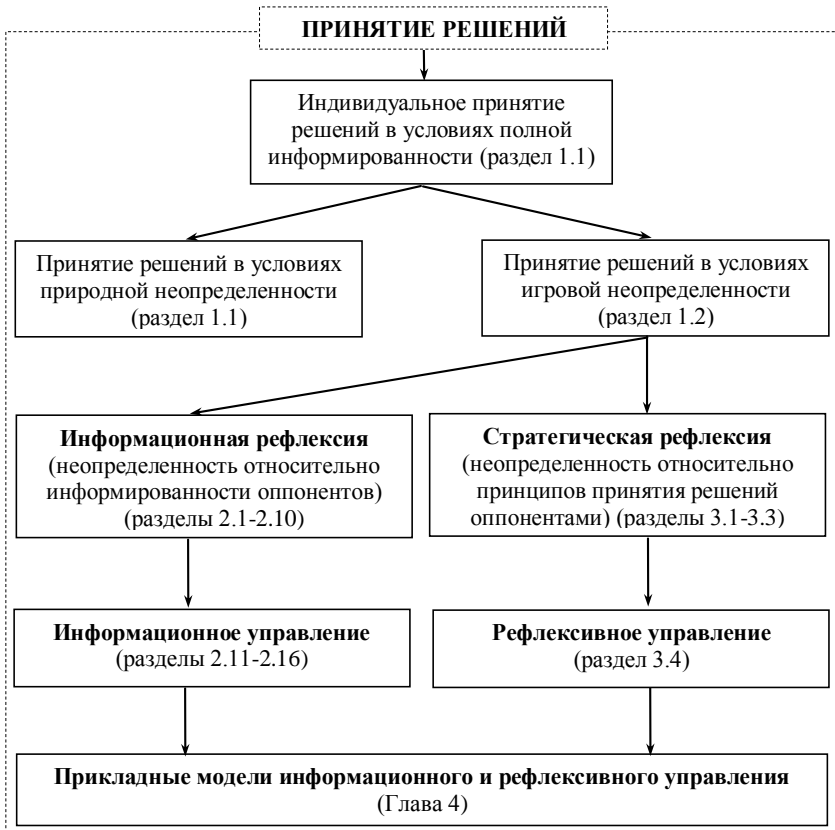 ПРИНЯТИЕ РЕШЕНИЙ
Индивидуальное принятие
решений в условиях полной
информированности (раздел 1.1)
Принятие решений в условиях
природной неопределенности
(раздел 1.1)
Принятие решений в условиях
игровой неопределенности
(раздел 1.2)
Информационная рефлексия
(неопределенность относительно
информированности оппонентов)
(разделы 2.1-2.10)
Стратегическая рефлексия
(неопределенность относительно
принципов принятия решений
оппонентами) (разделы 3.1-3.3)
Информационное управление
(разделы 2.11-2.16)
Рефлексивное управление
(раздел 3.4)
Прикладные модели информационного и рефлексивного управления
(Глава 4)